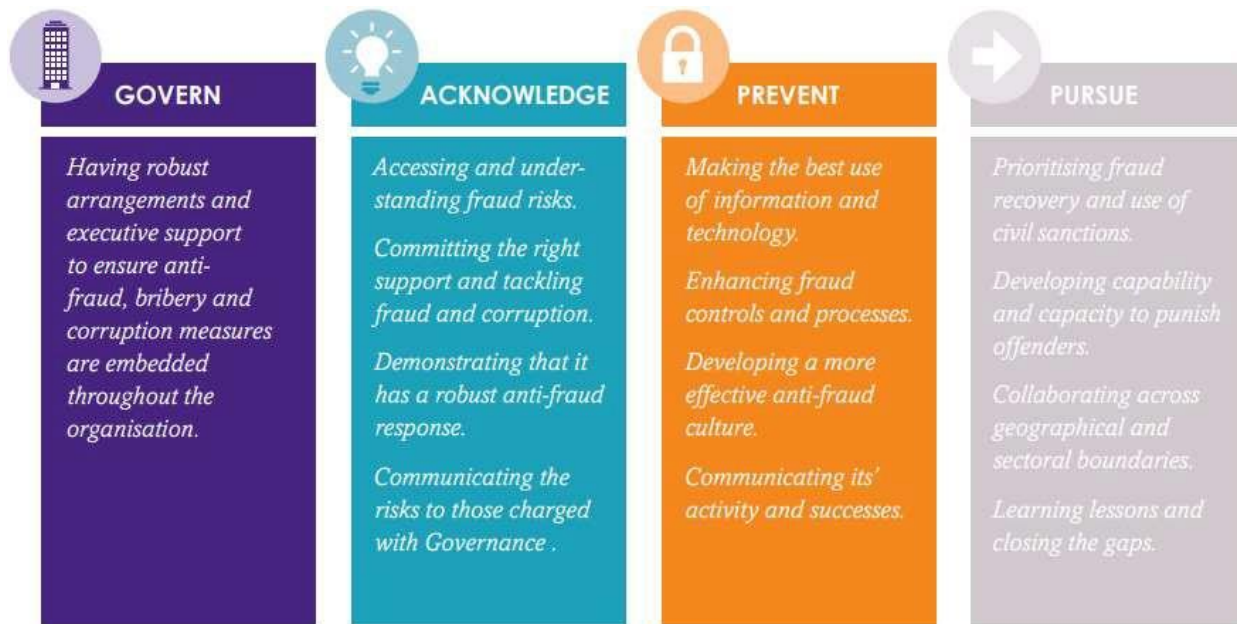 GOVERN
Having robust
arrangements and
executive support
to ensure anti-
fraud, bribery and
corruption measures
are embedded
throughout the
organisation.
ACKNOWLEDGE
Accessing and under-
standing fraud risks.
Committing the right
support and tackling
fraud and corruption.
Demonstrating that it
has a robust anti-fraud
response.
Communicating the
risks to those charged
with Governance .
PREVENT
Making the best use
of information and
technology.
Enhancing fraud
controls and processes.
Developing a more
effective anti-fraud
culture.
Communicating its'
activity and successes.
PURSUE
Prioritising fraud
recovery and use of
civil sanctions.
Developing capability
and capacity to punish
offenders.
Collaborating across
geographical and
sectoral boundaries.
Learning lessons and
closing the gaps.